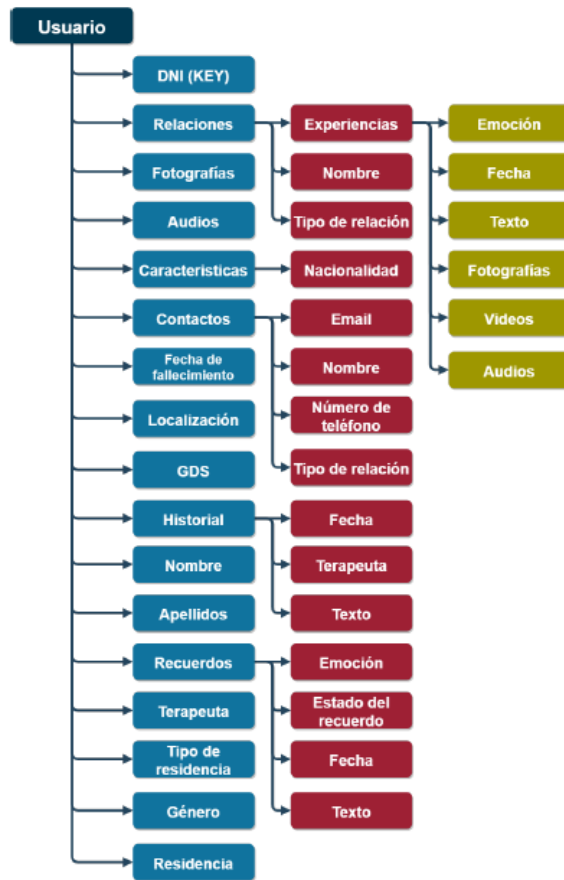 Usuario
DNI (KEY)
Relaciones
Experiencias
Emoción
Fotografías
Nombre
Fecha
Audios
Tipo de relación
Texto
Caracteristicas
Nacionalidad
Fotografías
Contactos
Email
Videos
Fecha de
fallecimiento
Nombre
Audios
Localización
Número de
teléfono
GDS
Tipo de relación
Historial
Fecha
Nombre
Terapeuta
Apellidos
Texto
Recuerdos
Emoción
Terapeuta
Estado del
recuerdo
Tipo de
residencia
Fecha
Género
Texto
Residencia